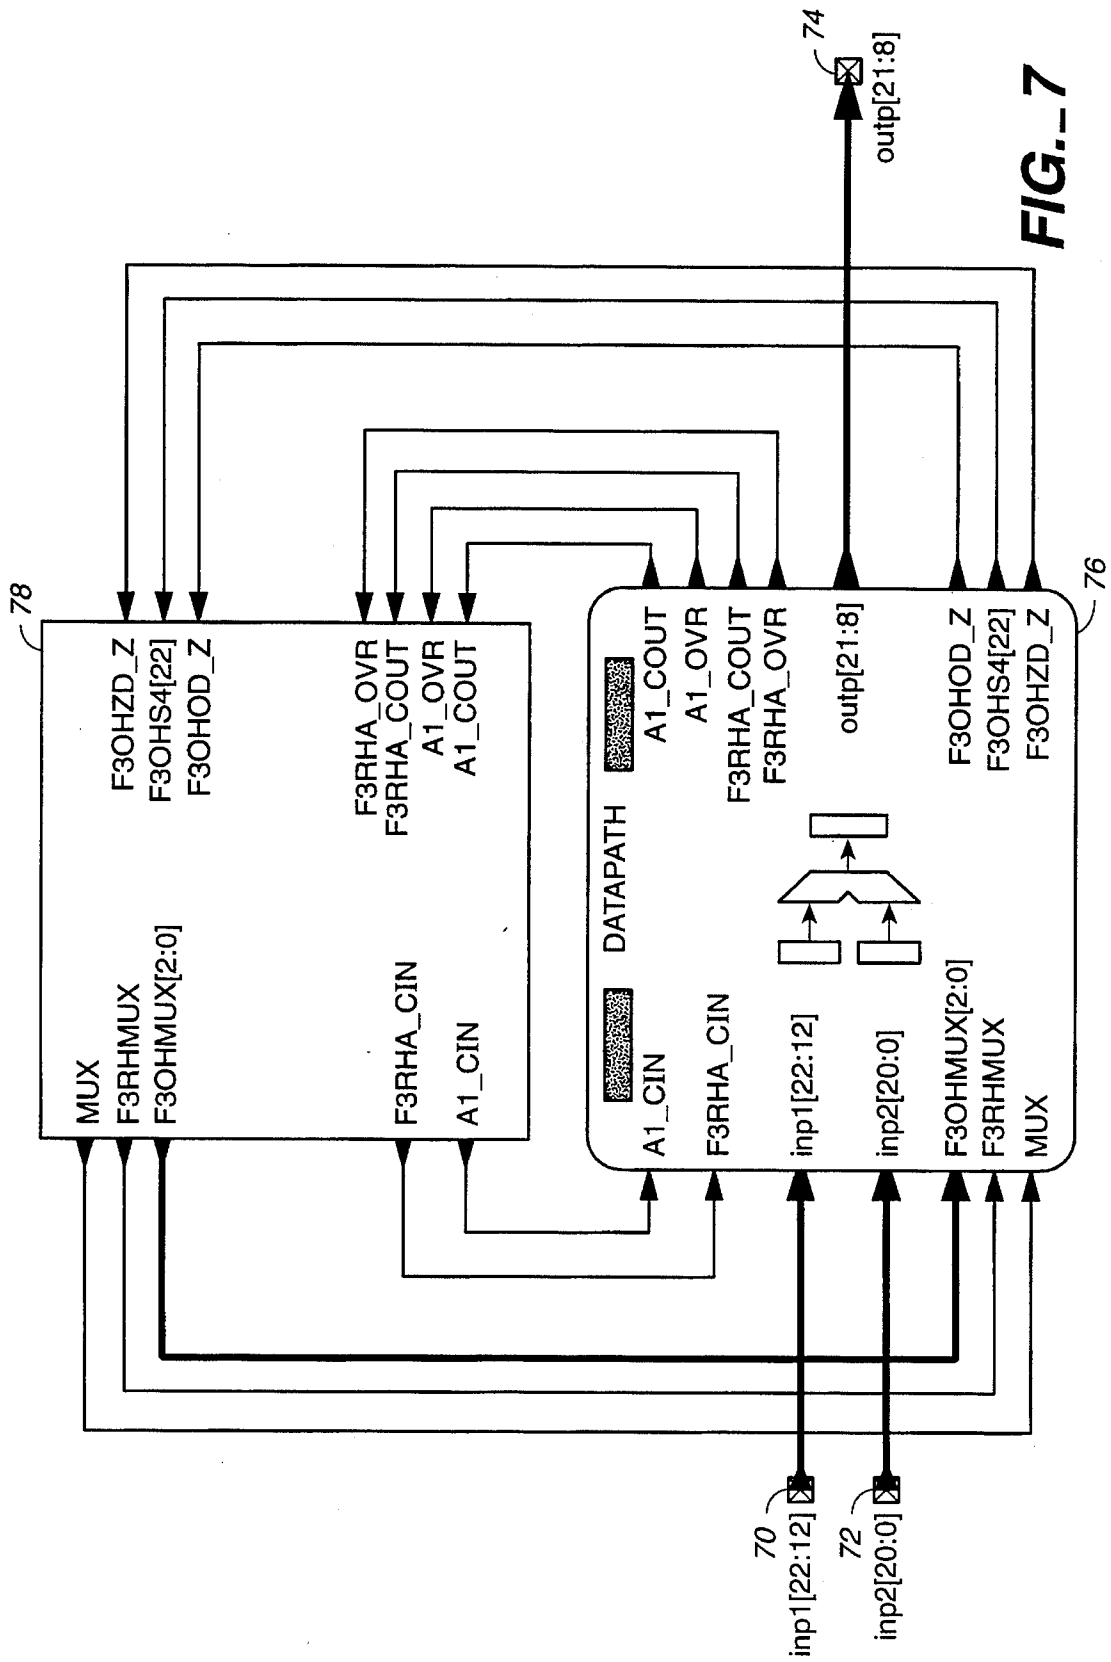 78
MUX
F3RHMUX
F3OHMUX[2:0]
F3RHA_CIN
A1_CIN
F3OHZD_Z
F3OHS4[22]
F3OHOD_Z
F3RHA_OVR
F3RHA_COUT
A1_OVR
A1_COUT
DATAPATH
A1_CIN
F3RHA_CIN
inp1[22:12]
inp2[20:0]
F3OHMUX[2:0]
F3RHMUX
MUX
A1_COUT
A1_OVR
F3RHA_COUT
F3RHA_OVR
outp[21:8]
F3OHOD_Z
F3OHS4[22]
F3OHZD_Z
76
70
inp1[22:12]
72
inp2[20:0]
74
outp[21:8]
FIG._7